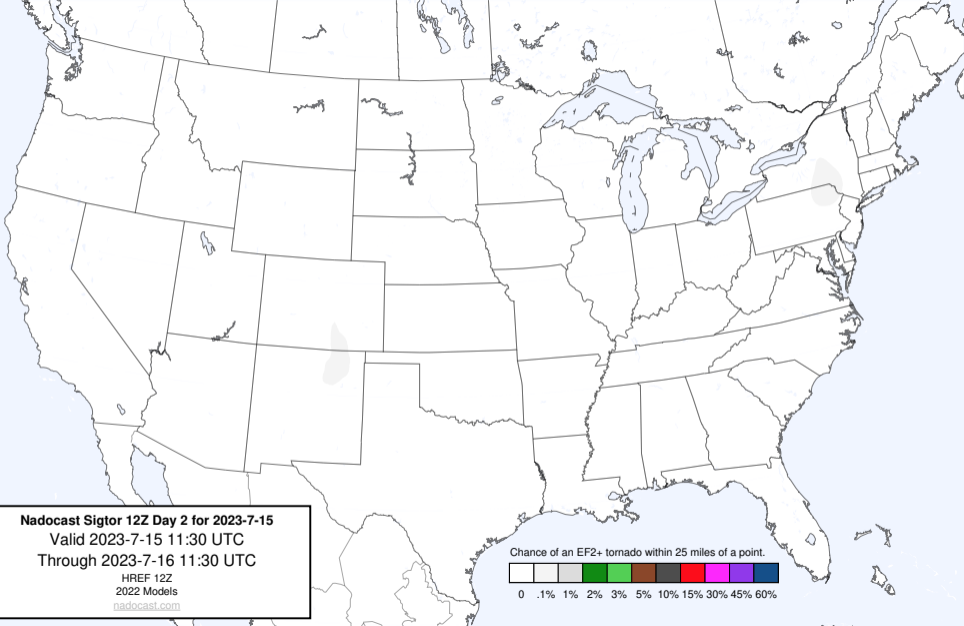 Nadocast Sigtor 12Z Day 2 for 2023-7-15
Valid 2023-7-15 11:30 UTC
Through 2023-7-16 11:30 UTC
HREF 12Z
2022 Models
nadocast.com
Chance of an EF2+ tornado within 25 miles of a point.
0 .1% 1% 2% 3% 5% 10% 15% 30% 45% 60%